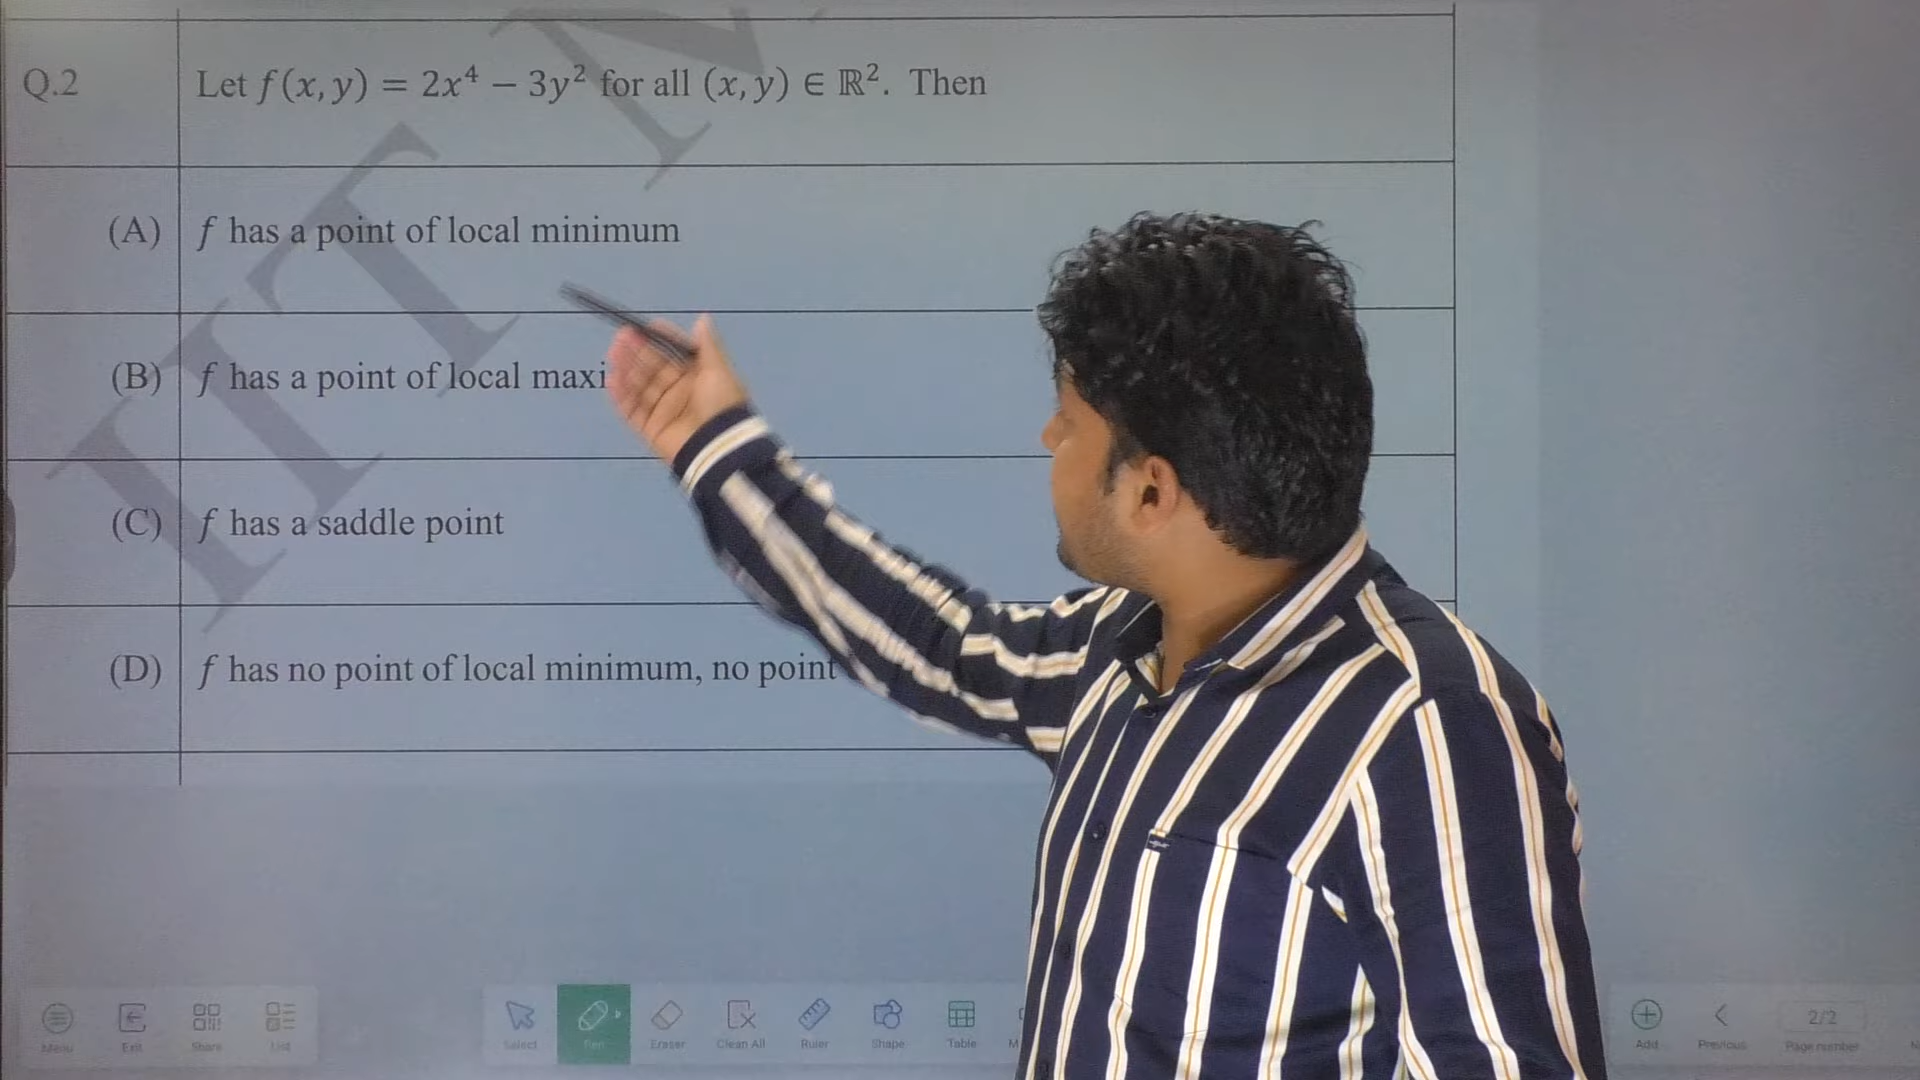 Q.2 Let f(x, y) = 2x⁴ − 3y² for all (x, y) ∈ ℝ². Then
(A) f has a point of local minimum
(B) f has a point of local maxi
(C) f has a saddle point
(D) f has no point of local minimum, no point
IIT M
Menu Exit Share List Select Pen Eraser Clean All Ruler Shape Table M Add Previous 2/2 Page number N